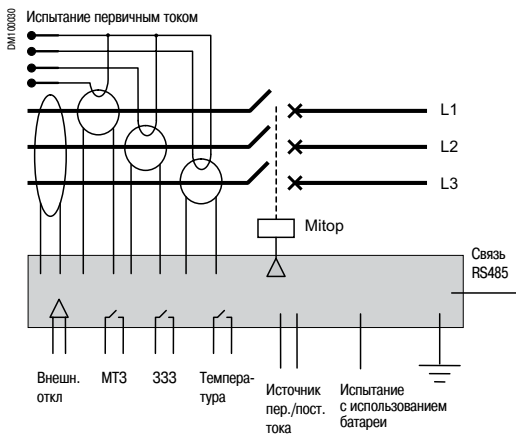 DM100030
Испытание первичным током
L1
L2
L3
Mitop
Связь
RS485
Внешн.
откл
МТЗ
ЗЗЗ
Темпера-
тура
Источник
пер./пост.
тока
Испытание
с использованием
батареи